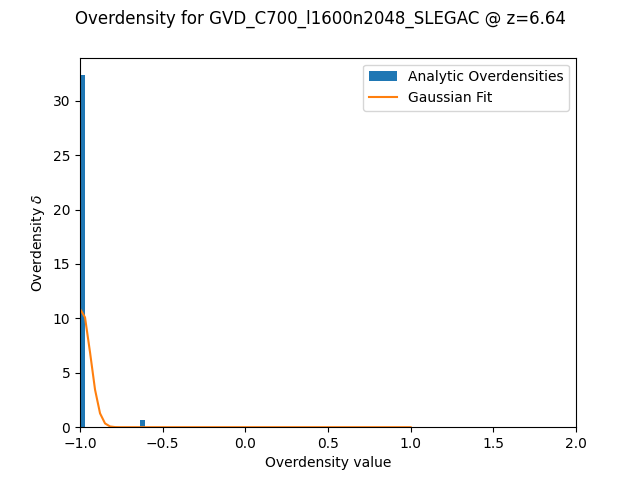 Overdensity for GVD_C700_l1600n2048_SLEGAC @ z=6.64
Analytic Overdensities
Gaussian Fit
Overdensity δ
30
25
20
15
10
5
0
−1.0 −0.5 0.0 0.5 1.0 1.5 2.0
Overdensity value